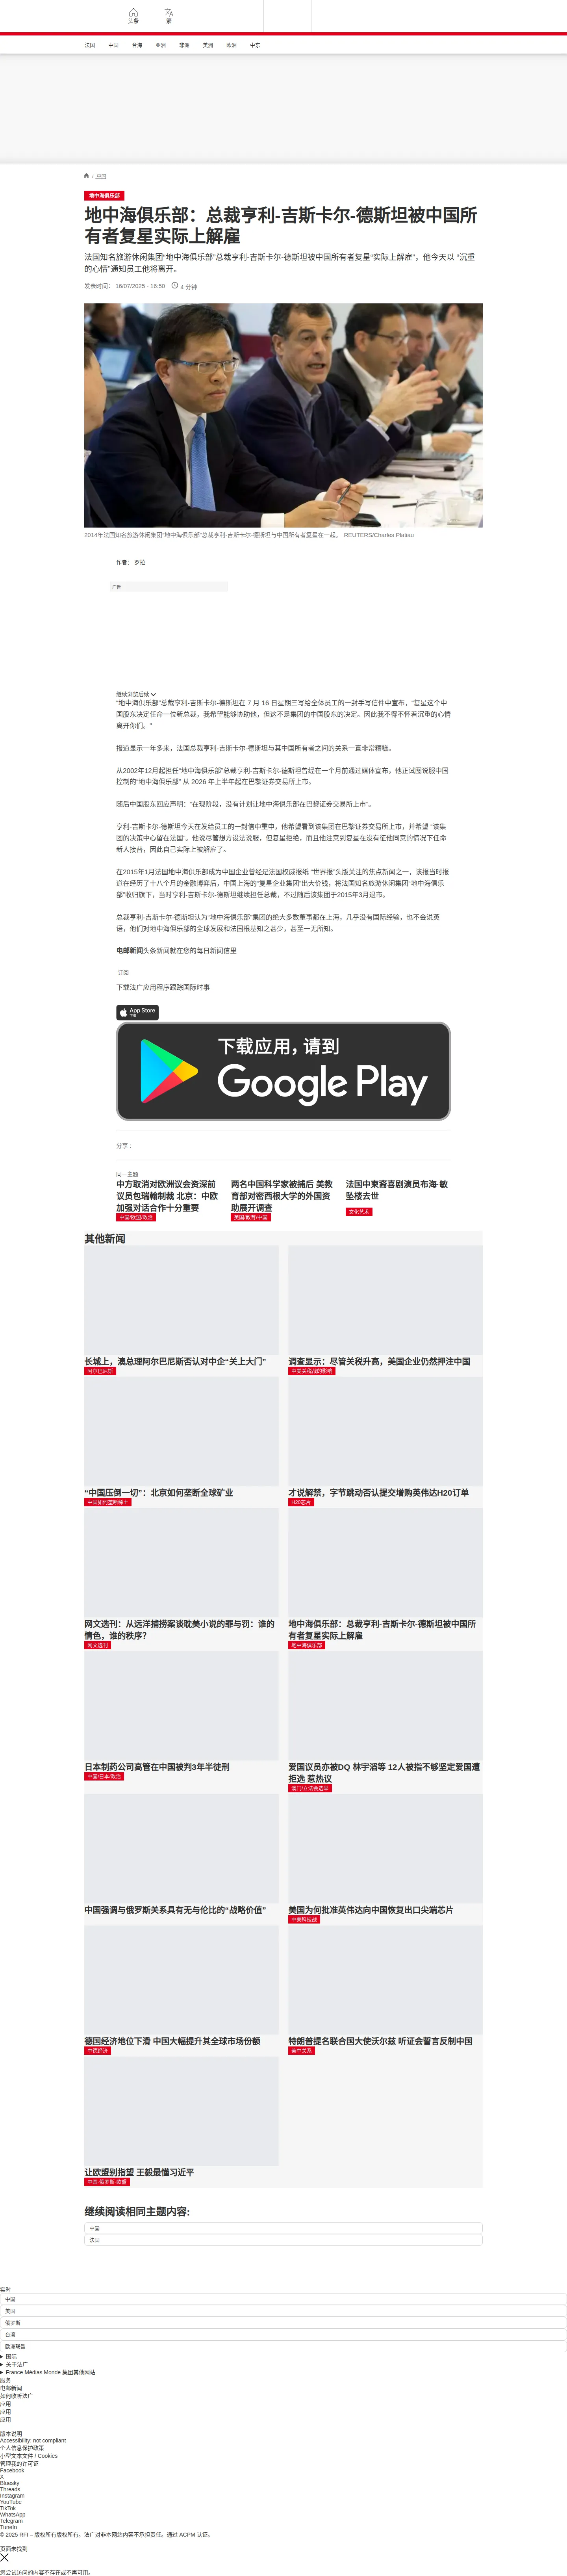 头条
繁
法国
中国
台海
亚洲
非洲
美洲
欧洲
中东
/ 中国
地中海俱乐部
地中海俱乐部：总裁亨利-吉斯卡尔-德斯坦被中国所
有者复星实际上解雇
法国知名旅游休闲集团“地中海俱乐部”总裁亨利-吉斯卡尔-德斯坦被中国所有者复星“实际上解雇”，他今天以 “沉重
的心情”通知员工他将离开。
发表时间： 16/07/2025 - 16:50
4 分钟
2014年法国知名旅游休闲集团“地中海俱乐部”总裁亨利-吉斯卡尔-德斯坦与中国所有者复星在一起。 REUTERS/Charles Platiau
作者： 罗拉
广告
继续浏览后续
“地中海俱乐部”总裁亨利-吉斯卡尔-德斯坦在 7 月 16 日星期三写给全体员工的一封手写信件中宣布，“复星这个中
国股东决定任命一位新总裁，我希望能够协助他，但这不是集团的中国股东的决定。因此我不得不怀着沉重的心情
离开你们。"
报道显示一年多来，法国总裁亨利-吉斯卡尔-德斯坦与其中国所有者之间的关系一直非常糟糕。
从2002年12月起担任“地中海俱乐部”总裁亨利-吉斯卡尔-德斯坦曾经在一个月前通过媒体宣布，他正试图说服中国
控制的“地中海俱乐部” 从 2026 年上半年起在巴黎证券交易所上市。
随后中国股东回应声明：“在现阶段，没有计划让地中海俱乐部在巴黎证券交易所上市”。
亨利-吉斯卡尔-德斯坦今天在发给员工的一封信中重申，他希望看到该集团在巴黎证券交易所上市，并希望 “该集
团的决策中心留在法国”。他说尽管想方设法说服，但复星拒绝，而且他注意到复星在没有征他同意的情况下任命
新人接替，因此自己实际上被解雇了。
在2015年1月法国地中海俱乐部成为中国企业曾经是法国权威报纸 “世界报”头版关注的焦点新闻之一，该报当时报
道在经历了十八个月的金融博弈后，中国上海的“复星企业集团”出大价钱，将法国知名旅游休闲集团“地中海俱乐
部”收归旗下，当时亨利-吉斯卡尔-德斯坦继续担任总裁，不过随后该集团于2015年3月退市。
总裁亨利-吉斯卡尔-德斯坦认为“地中海俱乐部”集团的绝大多数董事都在上海，几乎没有国际经验，也不会说英
语，他们对地中海俱乐部的全球发展和法国根基知之甚少，甚至一无所知。
电邮新闻头条新闻就在您的每日新闻信里
订阅
下载法广应用程序跟踪国际时事
App Store
下载
下载应用，请到
Google Play
分享 :
同一主题
中方取消对欧洲议会资深前
议员包瑞翰制裁 北京：中欧
加强对话合作十分重要
中国/欧盟/政治
两名中国科学家被捕后 美教
育部对密西根大学的外国资
助展开调查
美国/教育/中国
法国中柬裔喜剧演员布海·敏
坠楼去世
文化艺术
其他新闻
长城上，澳总理阿尔巴尼斯否认对中企“关上大门”
阿尔巴尼斯
调查显示：尽管关税升高，美国企业仍然押注中国
中美关税战的影响
“中国压倒一切”：北京如何垄断全球矿业
中国如何垄断稀土
才说解禁，字节跳动否认提交增购英伟达H20订单
H20芯片
网文选刊：从远洋捕捞案谈耽美小说的罪与罚：谁的
情色，谁的秩序？
网文选刊
地中海俱乐部：总裁亨利-吉斯卡尔-德斯坦被中国所
有者复星实际上解雇
地中海俱乐部
日本制药公司高管在中国被判3年半徒刑
中国/日本/政治
爱国议员亦被DQ 林宇滔等 12人被指不够坚定爱国遭
拒选 惹热议
澳门/立法会选举
中国强调与俄罗斯关系具有无与伦比的“战略价值”
美国为何批准英伟达向中国恢复出口尖端芯片
中美科技战
德国经济地位下滑 中国大幅提升其全球市场份额
中德经济
特朗普提名联合国大使沃尔兹 听证会誓言反制中国
美中关系
让欧盟别指望 王毅最懂习近平
中国-俄罗斯-欧盟
继续阅读相同主题内容:
中国
法国
实时
中国
美国
俄罗斯
台湾
欧洲联盟
国际
关于法广
France Médias Monde 集团其他网站
服务
电邮新闻
如何收听法广
应用
应用
应用
版本说明
Accessibility: not compliant
个人信息保护政策
小型文本文件 / Cookies
管理我的许可证
Facebook
X
Bluesky
Threads
Instagram
YouTube
TikTok
WhatsApp
Telegram
TuneIn
© 2025 RFI – 版权所有版权所有。法广对非本网站内容不承担责任。通过 ACPM 认证。
页面未找到
您尝试访问的内容不存在或不再可用。